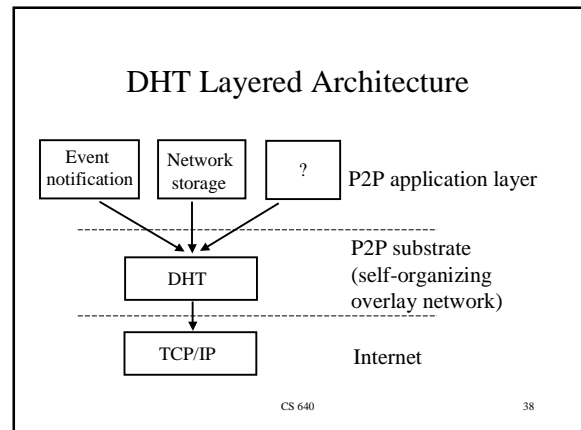 DHT Layered Architecture
Event
notification
Network
storage
?
P2P application layer
P2P substrate
(self-organizing
overlay network)
DHT
TCP/IP
Internet
CS 640
38